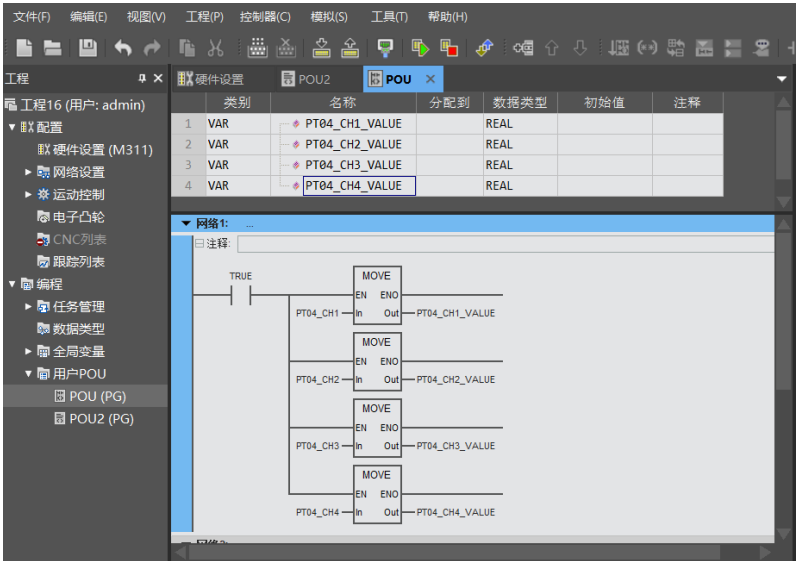 文件(F) 编辑(E) 视图(V) 工程(P) 控制器(C) 模拟(S) 工具(T) 帮助(H)
工程
硬件设置 POU2 POU
工程16 (用户: admin)
配置
硬件设置 (M311)
网络设置
运动控制
电子凸轮
CNC列表
跟踪列表
编程
任务管理
数据类型
全局变量
用户POU
POU (PG)
POU2 (PG)
类别 名称 分配到 数据类型 初始值 注释
1 VAR PT04_CH1_VALUE REAL
2 VAR PT04_CH2_VALUE REAL
3 VAR PT04_CH3_VALUE REAL
4 VAR PT04_CH4_VALUE REAL
网络1: ...
注释:
TRUE MOVE
EN ENO
PT04_CH1 In Out PT04_CH1_VALUE
MOVE
EN ENO
PT04_CH2 In Out PT04_CH2_VALUE
MOVE
EN ENO
PT04_CH3 In Out PT04_CH3_VALUE
MOVE
EN ENO
PT04_CH4 In Out PT04_CH4_VALUE